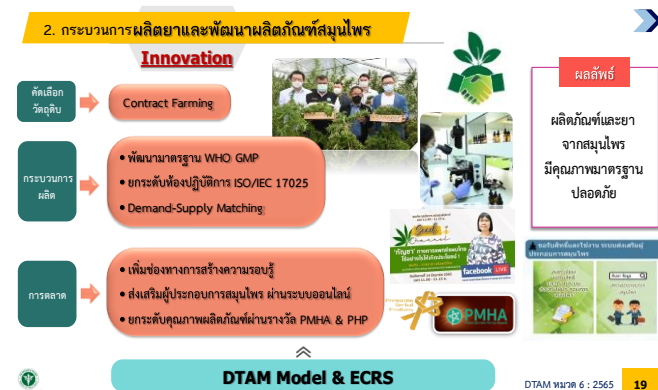 2. กระบวนการผลิตยาและพัฒนาผลิตภัณฑ์สมุนไพร
Innovation
คัดเลือก
วัตถุดิบ
Contract Farming
กระบวนการ
ผลิต
• พัฒนามาตรฐาน WHO GMP
• ยกระดับห้องปฏิบัติการ ISO/IEC 17025
• Demand-Supply Matching
การตลาด
• เพิ่มช่องทางการสร้างความรอบรู้
• ส่งเสริมผู้ประกอบการสมุนไพร ผ่านระบบออนไลน์
• ยกระดับคุณภาพผลิตภัณฑ์ผ่านรางวัล PMHA & PHP
ผลลัพธ์
ผลิตภัณฑ์และยา
จากสมุนไพร
มีคุณภาพมาตรฐาน
ปลอดภัย
Good
Channel
facebook LIVE
PMHA
DTAM Model & ECRS
DTAM หมวด 6 : 2565
19